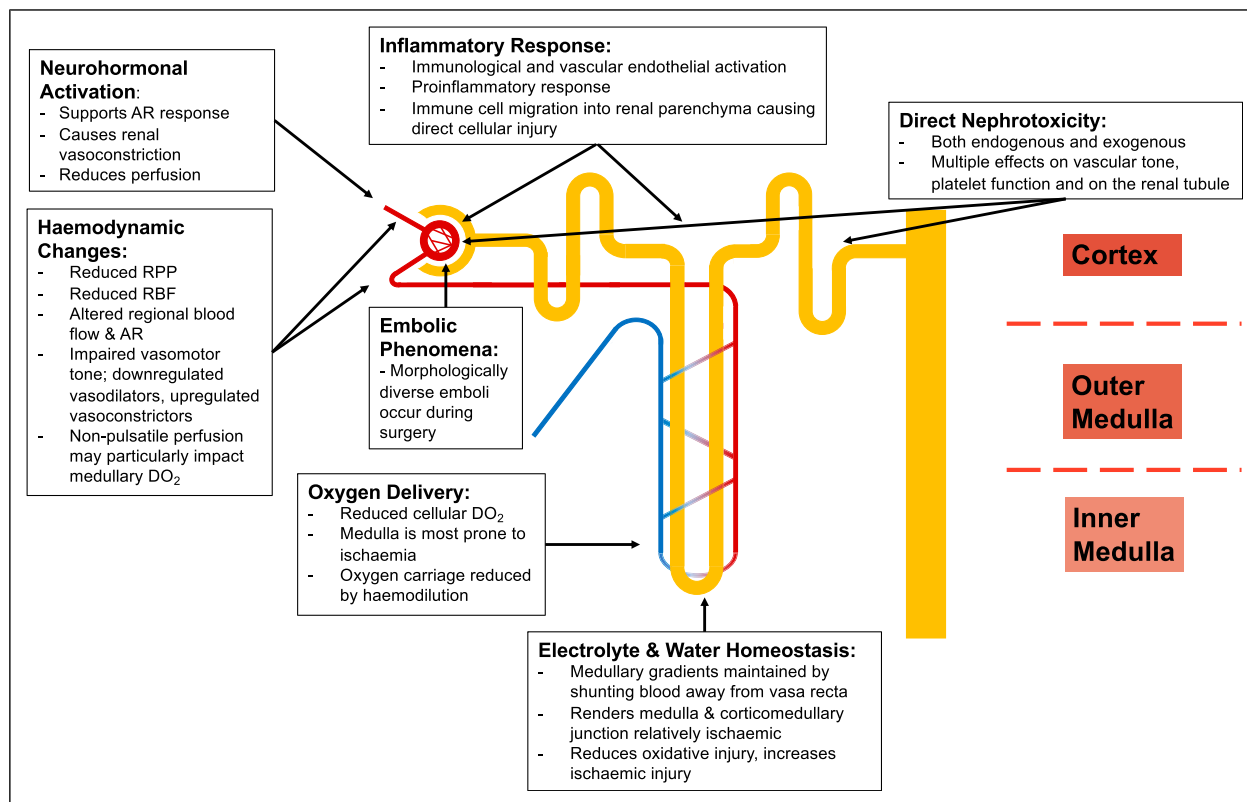 Neurohormonal
Activation:
- Supports AR response
- Causes renal
vasoconstriction
- Reduces perfusion
Inflammatory Response:
- Immunological and vascular endothelial activation
- Proinflammatory response
- Immune cell migration into renal parenchyma causing
direct cellular injury
Direct Nephrotoxicity:
- Both endogenous and exogenous
- Multiple effects on vascular tone,
platelet function and on the renal tubule
Haemodynamic
Changes:
- Reduced RPP
- Reduced RBF
- Altered regional blood
flow & AR
- Impaired vasomotor
tone; downregulated
vasodilators, upregulated
vasoconstrictors
- Non-pulsatile perfusion
may particularly impact
medullary DO₂
Embolic
Phenomena:
- Morphologically
diverse emboli
occur during
surgery
Oxygen Delivery:
- Reduced cellular DO₂
- Medulla is most prone to
ischaemia
- Oxygen carriage reduced
by haemodilution
Electrolyte & Water Homeostasis:
- Medullary gradients maintained by
shunting blood away from vasa recta
- Renders medulla & corticomedullary
junction relatively ischaemic
- Reduces oxidative injury, increases
ischaemic injury
Cortex
Outer
Medulla
Inner
Medulla